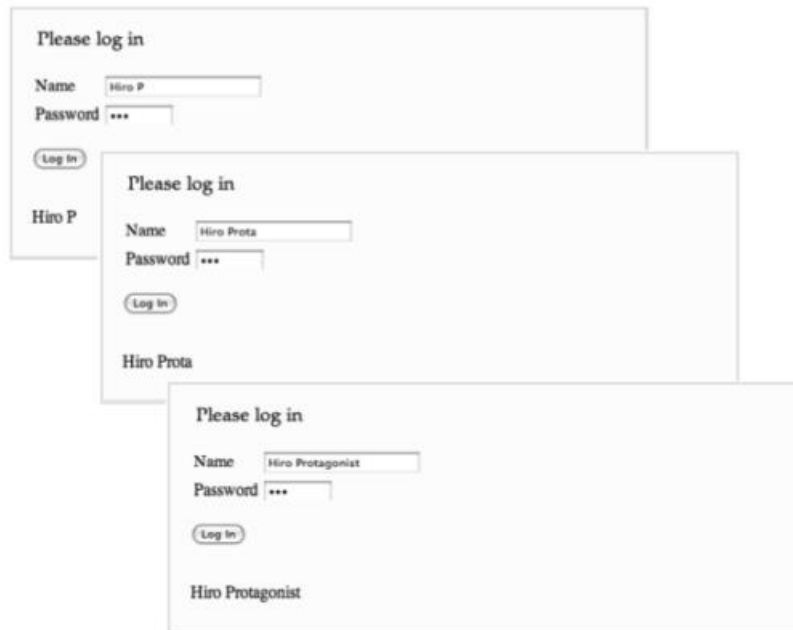 Please log in
Name Hiro P
Password •••
Log In
Hiro P
Please log in
Name Hiro Prota
Password •••
Log In
Hiro Prota
Please log in
Name Hiro Protagonist
Password •••
Log In
Hiro Protagonist